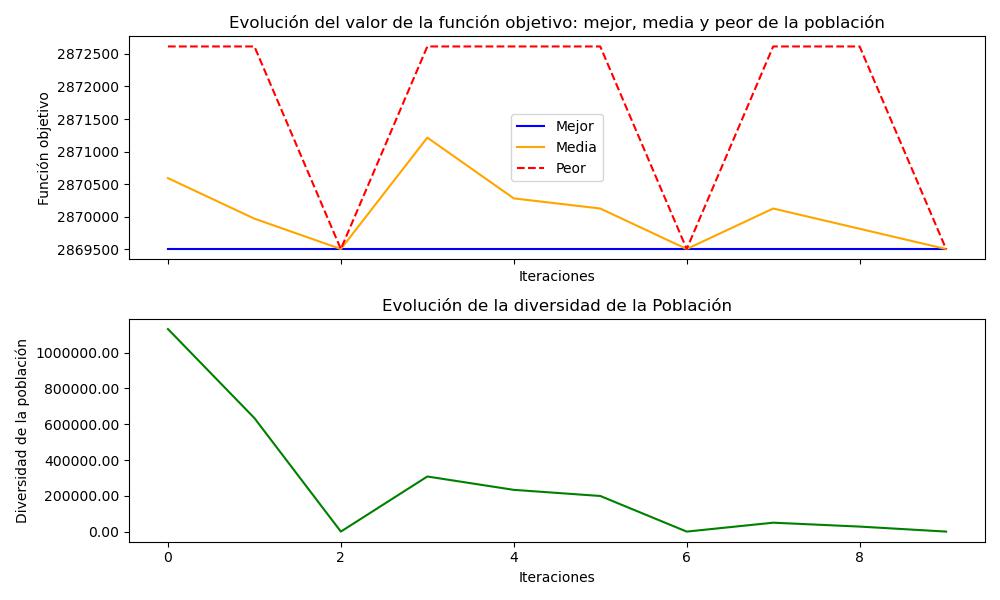 Evolución del valor de la función objetivo: mejor, media y peor de la población
Función objetivo
2872500
2872000
2871500
2871000
2870500
2870000
2869500
Mejor
Media
Peor
Iteraciones
Evolución de la diversidad de la Población
Diversidad de la población
1000000.00
800000.00
600000.00
400000.00
200000.00
0.00
0 2 4 6 8
Iteraciones